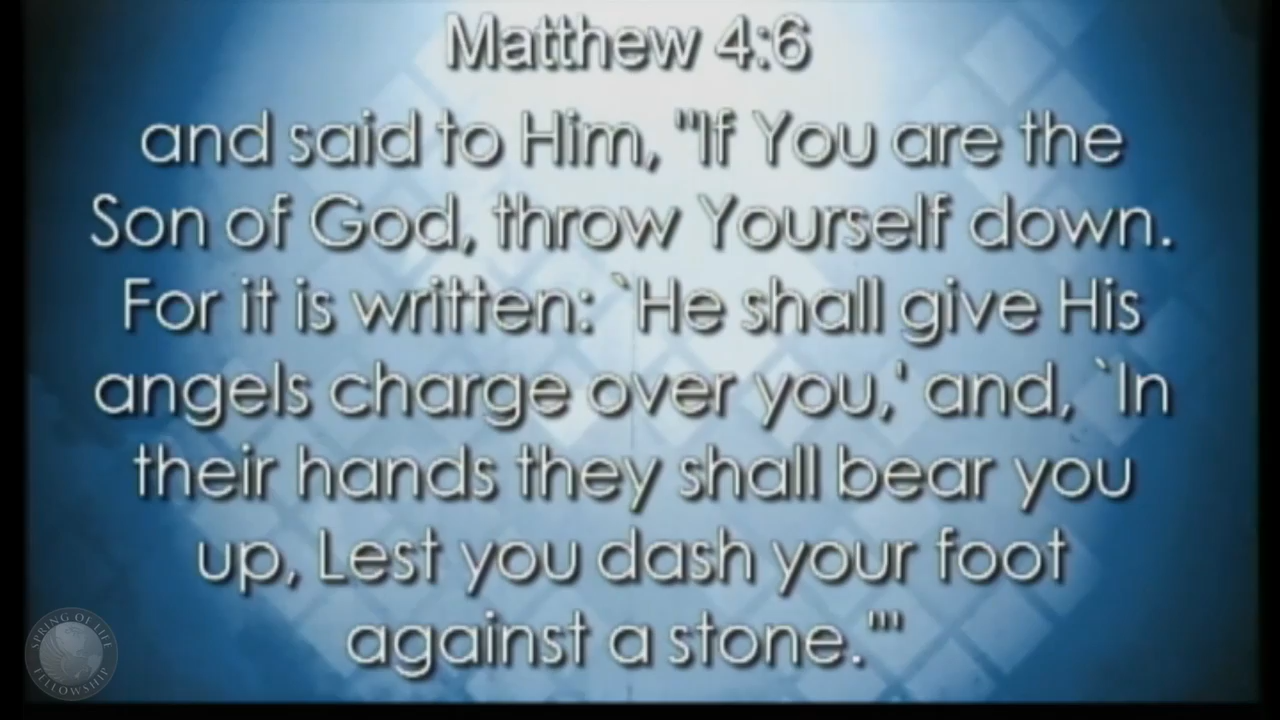 Matthew 4:6
and said to Him, "If You are the
Son of God, throw Yourself down.
For it is written: `He shall give His
angels charge over you,' and, `In
their hands they shall bear you
up, Lest you dash your foot
against a stone."'
SPRING OF LIFE
FELLOWSHIP